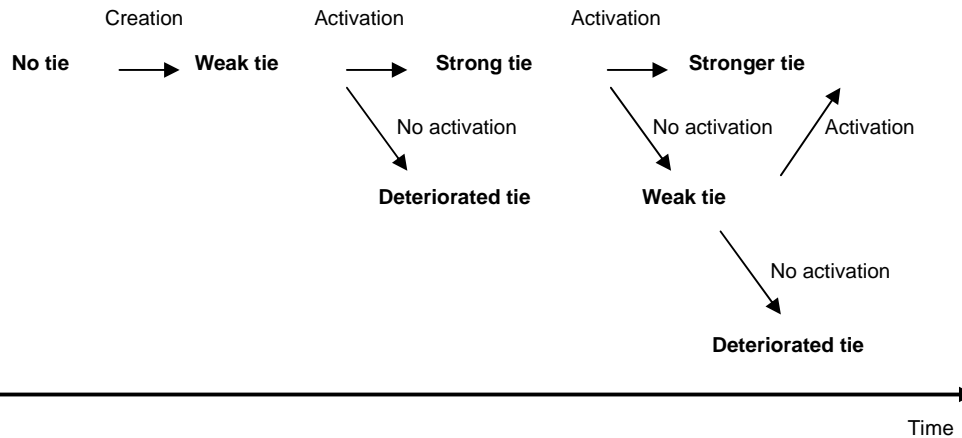 Creation Activation Activation
No tie Weak tie Strong tie Stronger tie
No activation No activation Activation
Deteriorated tie Weak tie
No activation
Deteriorated tie
Time